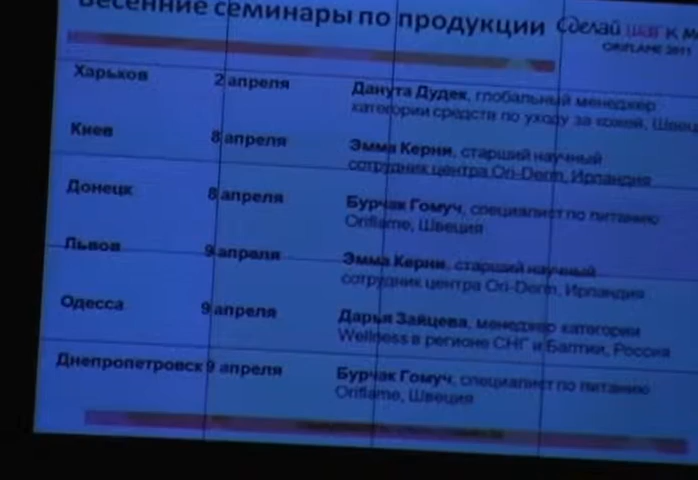 Весенние семинары по продукции
Сделай шаг к м
ORIFLAME 2011
Харьков 2 апреля Данута Дудек, глобальный менеджер
категории средств по уходу за кожей, Швец
Киев 8 апреля Эмма Керни, старший научный
сотрудник центра Ori-Derm, Ирландия
Донецк 8 апреля Бурчак Гомуч, специалист по питанию
Oriflame, Швеция
Львов 9 апреля Эмма Керни, старший научный
сотрудник центра Ori-Derm, Ирландия
Одесса 9 апреля Дарья Зайцева, менеджер категории
Wellness в регионе СНГ и Балтии, Россия
Днепропетровск 9 апреля Бурчак Гомуч, специалист по питанию
Oriflame, Швеция